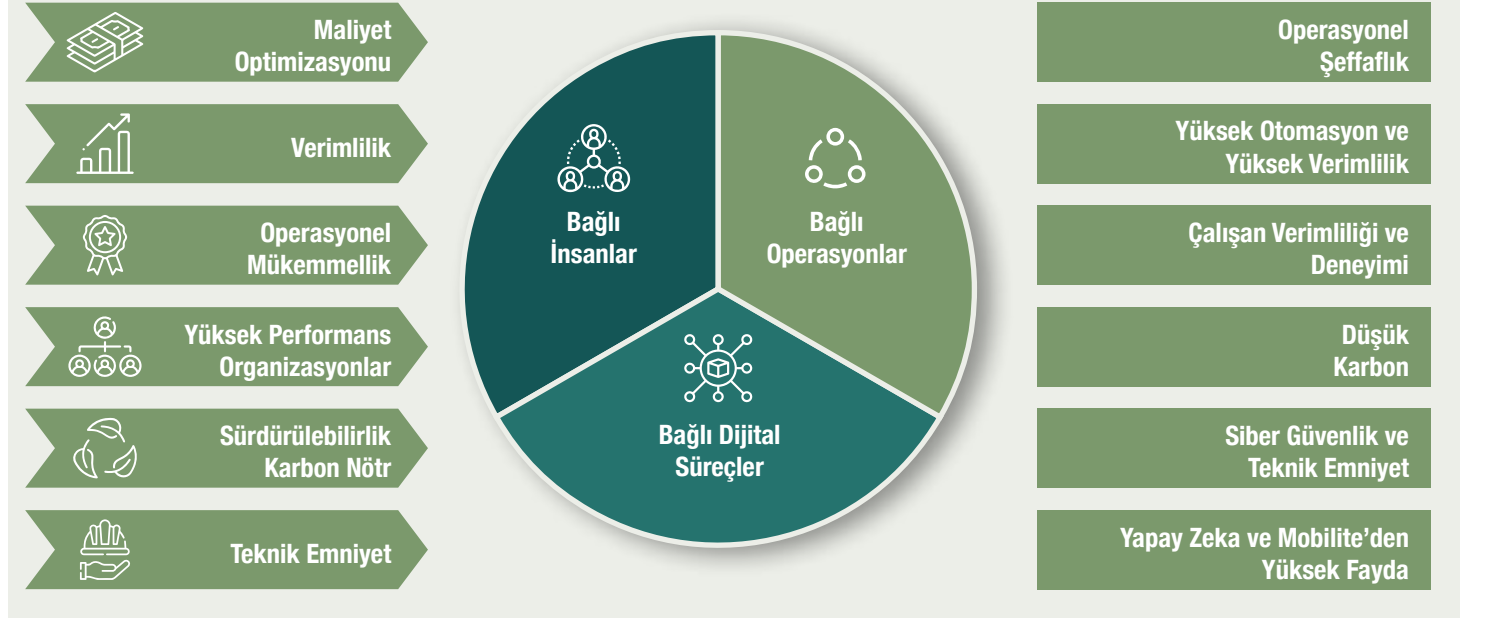 Maliyet
Optimizasyonu
Verimlilik
Operasyonel
Mükemmellik
Yüksek Performans
Organizasyonlar
Sürdürülebilirlik
Karbon Nötr
Teknik Emniyet
Bağlı
İnsanlar
Bağlı
Operasyonlar
Bağlı Dijital
Süreçler
Operasyonel
Şeffaflık
Yüksek Otomasyon ve
Yüksek Verimlilik
Çalışan Verimliliği ve
Deneyimi
Düşük
Karbon
Siber Güvenlik ve
Teknik Emniyet
Yapay Zeka ve Mobilite’den
Yüksek Fayda